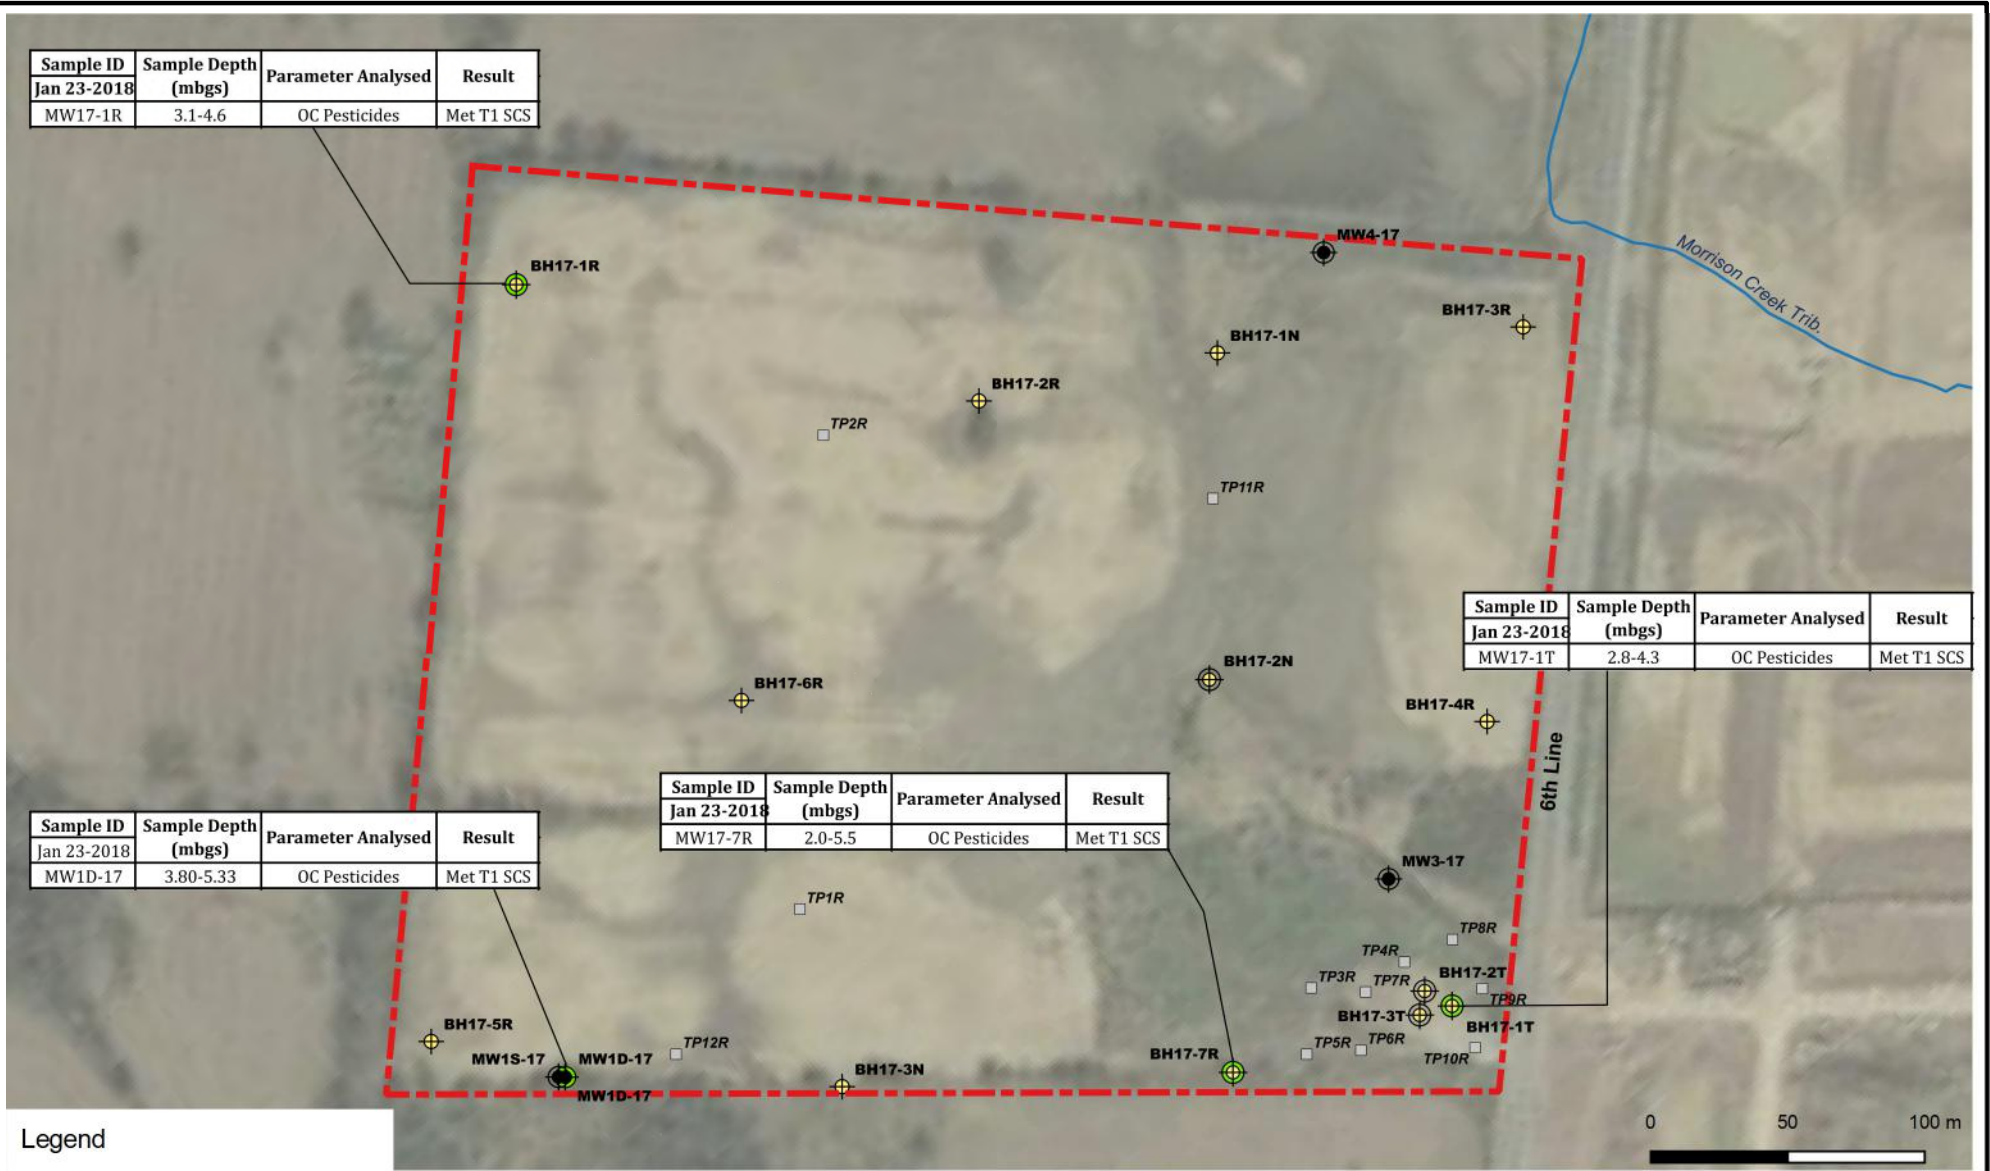 Sample ID Sample Depth (mbgs) Parameter Analysed Result
Jan 23-2018
MW17-1R 3.1-4.6 OC Pesticides Met T1 SCS
MW4-17
BH17-1R
Morrison Creek Trib.
BH17-3R
BH17-1N
BH17-2R
TP2R
TP11R
Sample ID Sample Depth (mbgs) Parameter Analysed Result
Jan 23-2018
MW17-1T 2.8-4.3 OC Pesticides Met T1 SCS
BH17-2N
BH17-6R
BH17-4R
6th Line
Sample ID Sample Depth (mbgs) Parameter Analysed Result
Jan 23-2018
MW17-7R 2.0-5.5 OC Pesticides Met T1 SCS
Sample ID Sample Depth (mbgs) Parameter Analysed Result
Jan 23-2018
MW1D-17 3.80-5.33 OC Pesticides Met T1 SCS
MW3-17
TP1R
TP8R
TP4R
BH17-2T
TP3R
TP7R
TP9R
BH17-3T
BH17-1T
BH17-5R
TP12R
TP5R
TP6R
TP10R
BH17-7R
MW1S-17
MW1D-17
BH17-3N
MW1D-17
Legend
0 50 100 m